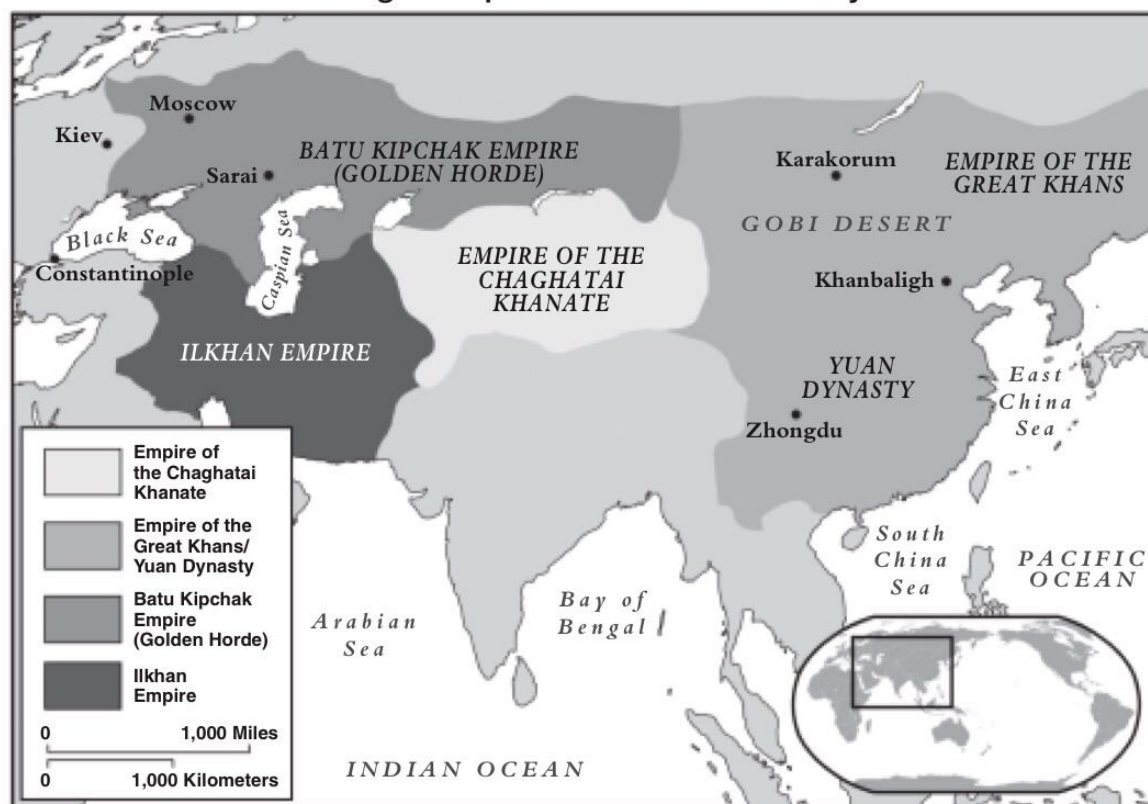 Moscow
Kiev
Sarai
BATU KIPCHAK EMPIRE
(GOLDEN HORDE)
Karakorum
EMPIRE OF THE
GREAT KHANS
GOBI DESERT
Black Sea
Caspian Sea
Constantinople
EMPIRE OF THE
CHAGHATAI
KHANATE
Khanbaligh
ILKHAN EMPIRE
YUAN
DYNASTY
Zhongdu
East
China
Sea
Empire of
the Chaghatai
Khanate
Empire of the
Great Khans/
Yuan Dynasty
Batu Kipchak
Empire
(Golden Horde)
Ilkhan
Empire
0 1,000 Miles
0 1,000 Kilometers
Arabian
Sea
Bay of
Bengal
South
China
Sea
PACIFIC
OCEAN
INDIAN OCEAN